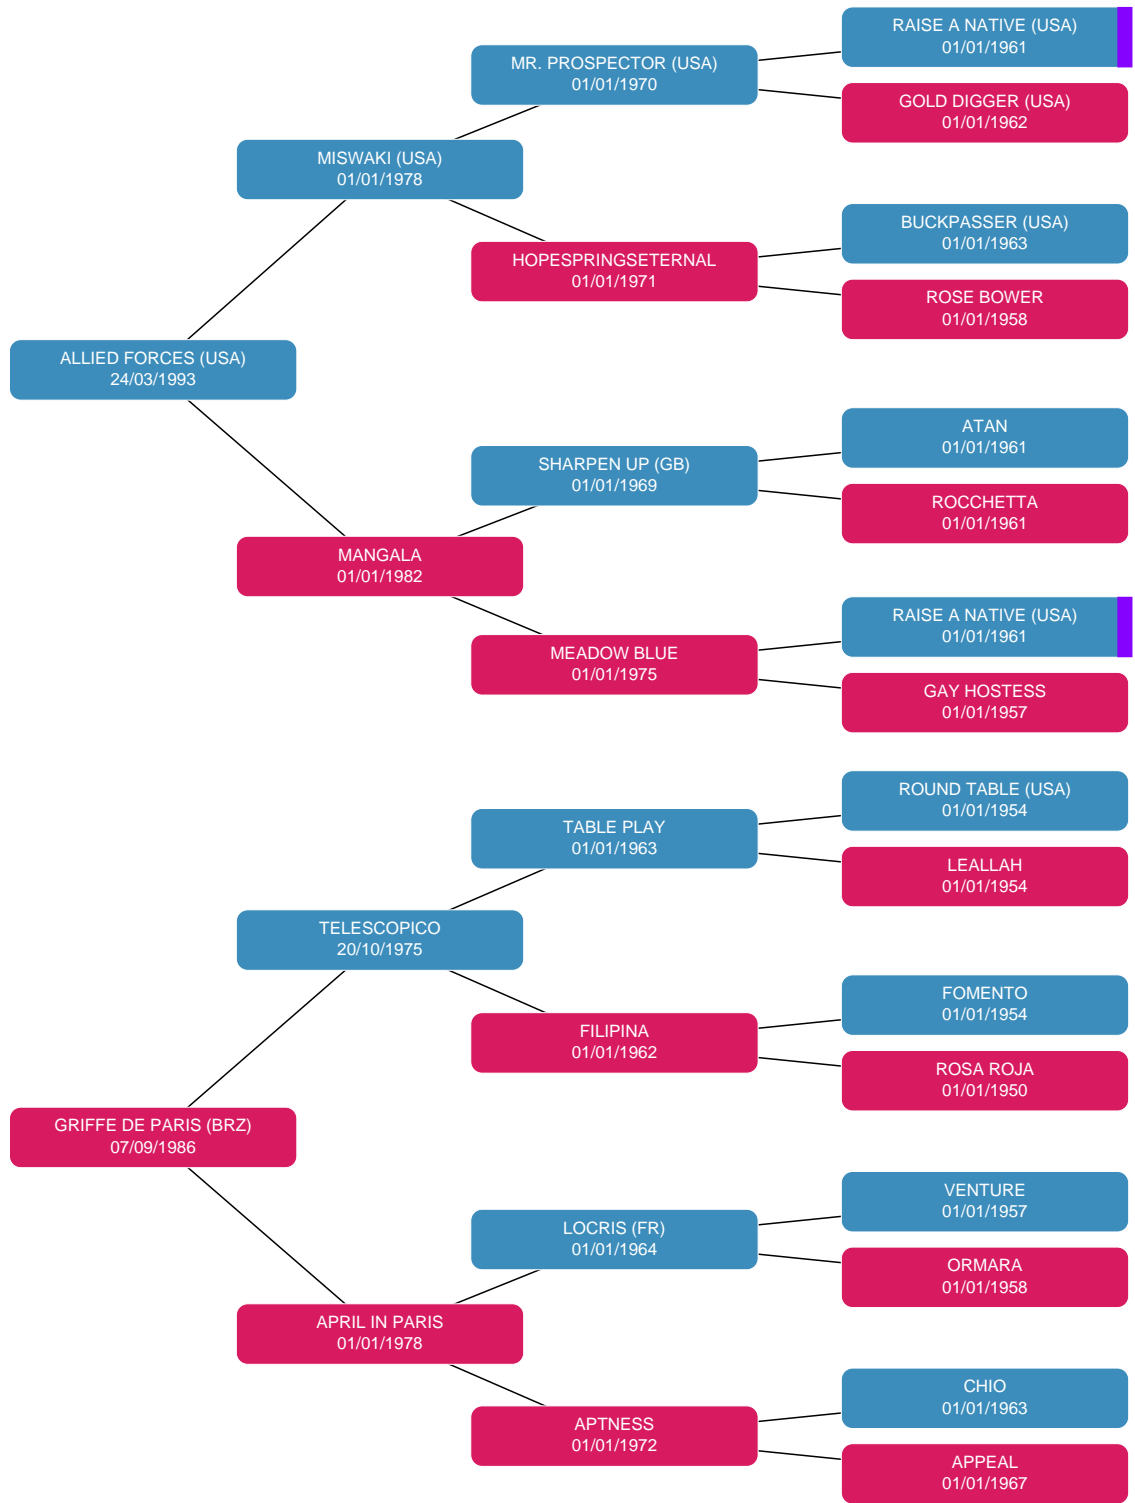 RAISE A NATIVE (USA)
01/01/1961
MR. PROSPECTOR (USA)
01/01/1970
GOLD DIGGER (USA)
01/01/1962
MISWAKI (USA)
01/01/1978
BUCKPASSER (USA)
01/01/1963
HOPESPRINGSETERNAL
01/01/1971
ROSE BOWER
01/01/1958
ALLIED FORCES (USA)
24/03/1993
ATAN
01/01/1961
SHARPEN UP (GB)
01/01/1969
ROCCHETTA
01/01/1961
MANGALA
01/01/1982
RAISE A NATIVE (USA)
01/01/1961
MEADOW BLUE
01/01/1975
GAY HOSTESS
01/01/1957
ROUND TABLE (USA)
01/01/1954
TABLE PLAY
01/01/1963
LEALLAH
01/01/1954
TELESCOPICO
20/10/1975
FOMENTO
01/01/1954
FILIPINA
01/01/1962
ROSA ROJA
01/01/1950
GRIFFE DE PARIS (BRZ)
07/09/1986
VENTURE
01/01/1957
LOCRIS (FR)
01/01/1964
ORMARA
01/01/1958
APRIL IN PARIS
01/01/1978
CHIO
01/01/1963
APTNESS
01/01/1972
APPEAL
01/01/1967